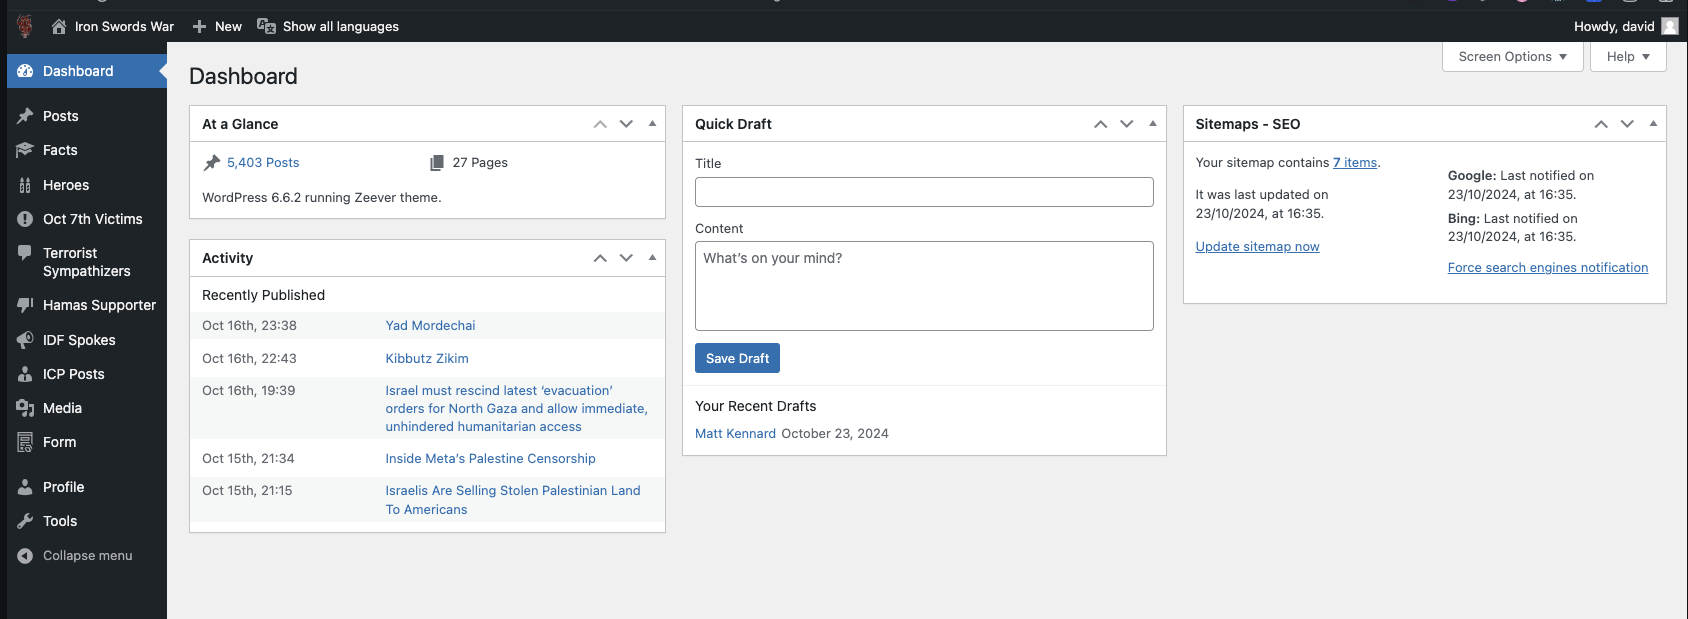 Iron Swords War
New
Show all languages
Howdy, david
Dashboard
Posts
Facts
Heroes
Oct 7th Victims
Terrorist
Sympathizers
Hamas Supporter
IDF Spokes
ICP Posts
Media
Form
Profile
Tools
Collapse menu
Dashboard
Screen Options
Help
At a Glance
5,403 Posts
27 Pages
WordPress 6.6.2 running Zeever theme.
Activity
Recently Published
Oct 16th, 23:38 Yad Mordechai
Oct 16th, 22:43 Kibbutz Zikim
Oct 16th, 19:39 Israel must rescind latest ‘evacuation’
orders for North Gaza and allow immediate,
unhindered humanitarian access
Oct 15th, 21:34 Inside Meta’s Palestine Censorship
Oct 15th, 21:15 Israelis Are Selling Stolen Palestinian Land
To Americans
Quick Draft
Title
Content
What’s on your mind?
Save Draft
Your Recent Drafts
Matt Kennard October 23, 2024
Sitemaps - SEO
Your sitemap contains 7 items.
It was last updated on
23/10/2024, at 16:35.
Update sitemap now
Google: Last notified on
23/10/2024, at 16:35.
Bing: Last notified on
23/10/2024, at 16:35.
Force search engines notification